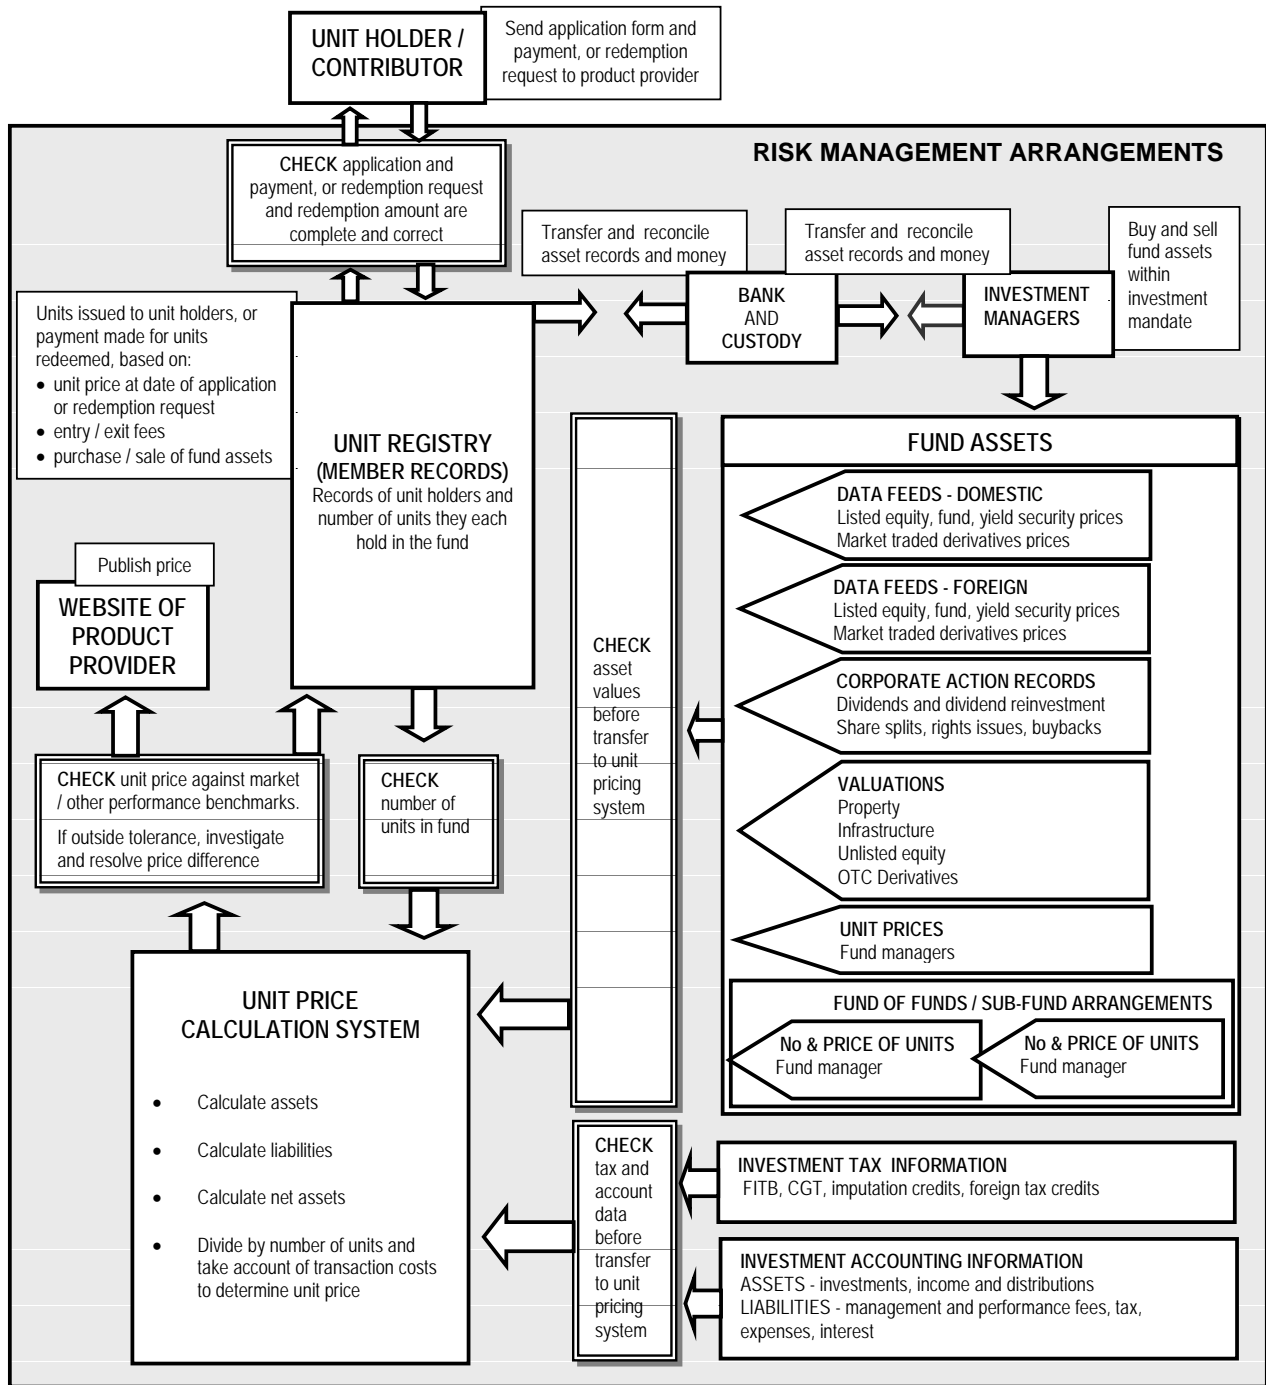 UNIT HOLDER /
CONTRIBUTOR
Send application form and
payment, or redemption
request to product provider
RISK MANAGEMENT ARRANGEMENTS
CHECK application and
payment, or redemption request
and redemption amount are
complete and correct
Transfer and reconcile
asset records and money
Transfer and reconcile
asset records and money
Buy and sell
fund assets
within
investment
mandate
BANK
AND
CUSTODY
INVESTMENT
MANAGERS
Units issued to unit holders, or
payment made for units
redeemed, based on:
• unit price at date of application
or redemption request
• entry / exit fees
• purchase / sale of fund assets
UNIT REGISTRY
(MEMBER RECORDS)
Records of unit holders and
number of units they each
hold in the fund
Publish price
WEBSITE OF
PRODUCT
PROVIDER
CHECK unit price against market
/ other performance benchmarks.
If outside tolerance, investigate
and resolve price difference
CHECK
number of
units in fund
CHECK
asset
values
before
transfer
to unit
pricing
system
FUND ASSETS
DATA FEEDS - DOMESTIC
Listed equity, fund, yield security prices
Market traded derivatives prices
DATA FEEDS - FOREIGN
Listed equity, fund, yield security prices
Market traded derivatives prices
CORPORATE ACTION RECORDS
Dividends and dividend reinvestment
Share splits, rights issues, buybacks
VALUATIONS
Property
Infrastructure
Unlisted equity
OTC Derivatives
UNIT PRICES
Fund managers
FUND OF FUNDS / SUB-FUND ARRANGEMENTS
No & PRICE OF UNITS
Fund manager
No & PRICE OF UNITS
Fund manager
UNIT PRICE
CALCULATION SYSTEM
• Calculate assets
• Calculate liabilities
• Calculate net assets
• Divide by number of units and
take account of transaction costs
to determine unit price
CHECK
tax and
account
data
before
transfer
to unit
pricing
system
INVESTMENT TAX INFORMATION
FITB, CGT, imputation credits, foreign tax credits
INVESTMENT ACCOUNTING INFORMATION
ASSETS - investments, income and distributions
LIABILITIES - management and performance fees, tax,
expenses, interest